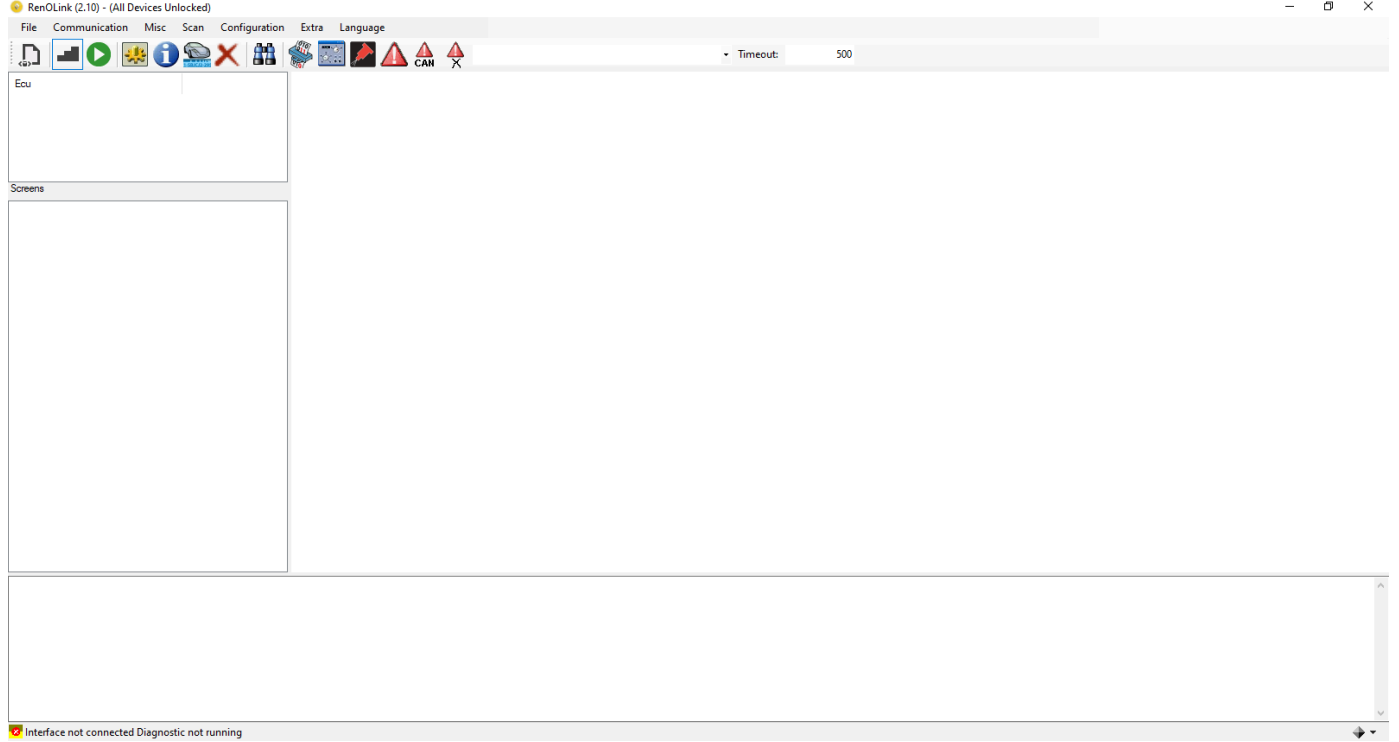 RenOLink (2.10) - (All Devices Unlocked)
File Communication Misc Scan Configuration Extra Language
CAN Timeout: 500
Ecu
Screens
Interface not connected Diagnostic not running